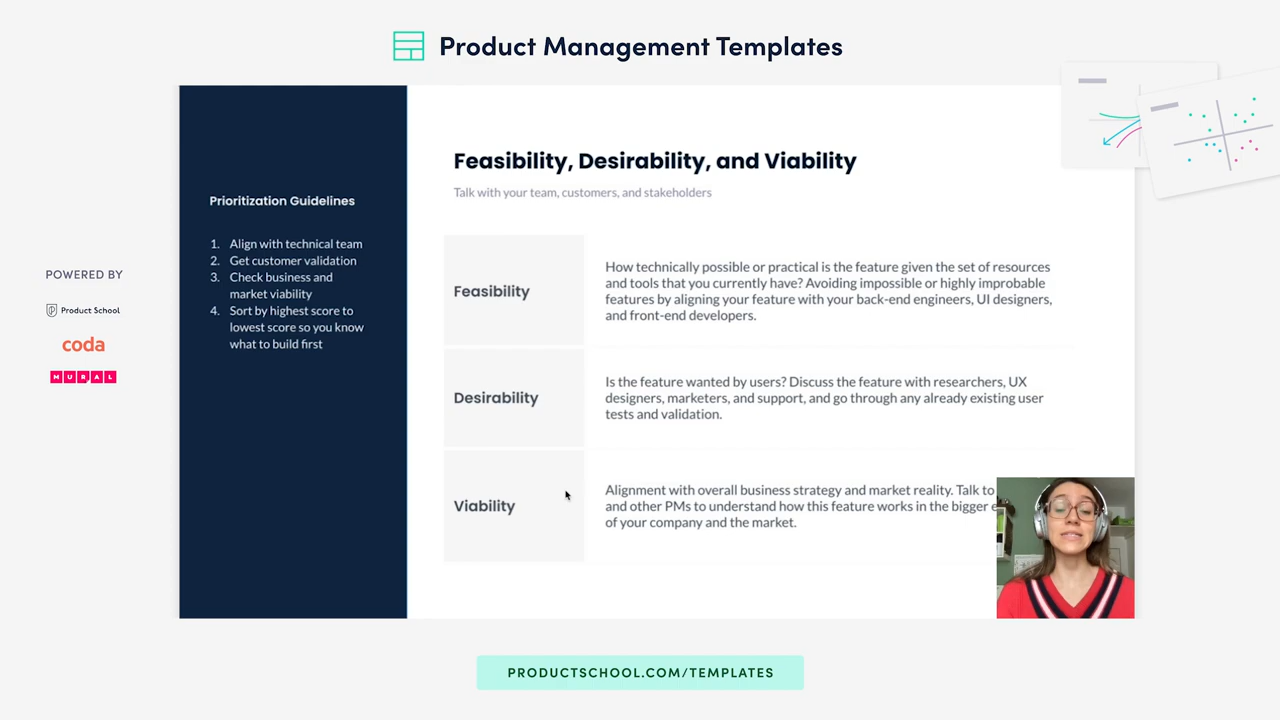 Product Management Templates
Feasibility, Desirability, and Viability
Talk with your team, customers, and stakeholders
Prioritization Guidelines
1. Align with technical team
2. Get customer validation
3. Check business and
market viability
4. Sort by highest score to
lowest score so you know
what to build first
POWERED BY
Product School
coda
MURAL
Feasibility
How technically possible or practical is the feature given the set of resources
and tools that you currently have? Avoiding impossible or highly improbable
features by aligning your feature with your back-end engineers, UI designers,
and front-end developers.
Desirability
Is the feature wanted by users? Discuss the feature with researchers, UX
designers, marketers, and support, and go through any already existing user
tests and validation.
Viability
Alignment with overall business strategy and market reality. Talk to
and other PMs to understand how this feature works in the bigger
of your company and the market.
PRODUCTSCHOOL.COM/TEMPLATES